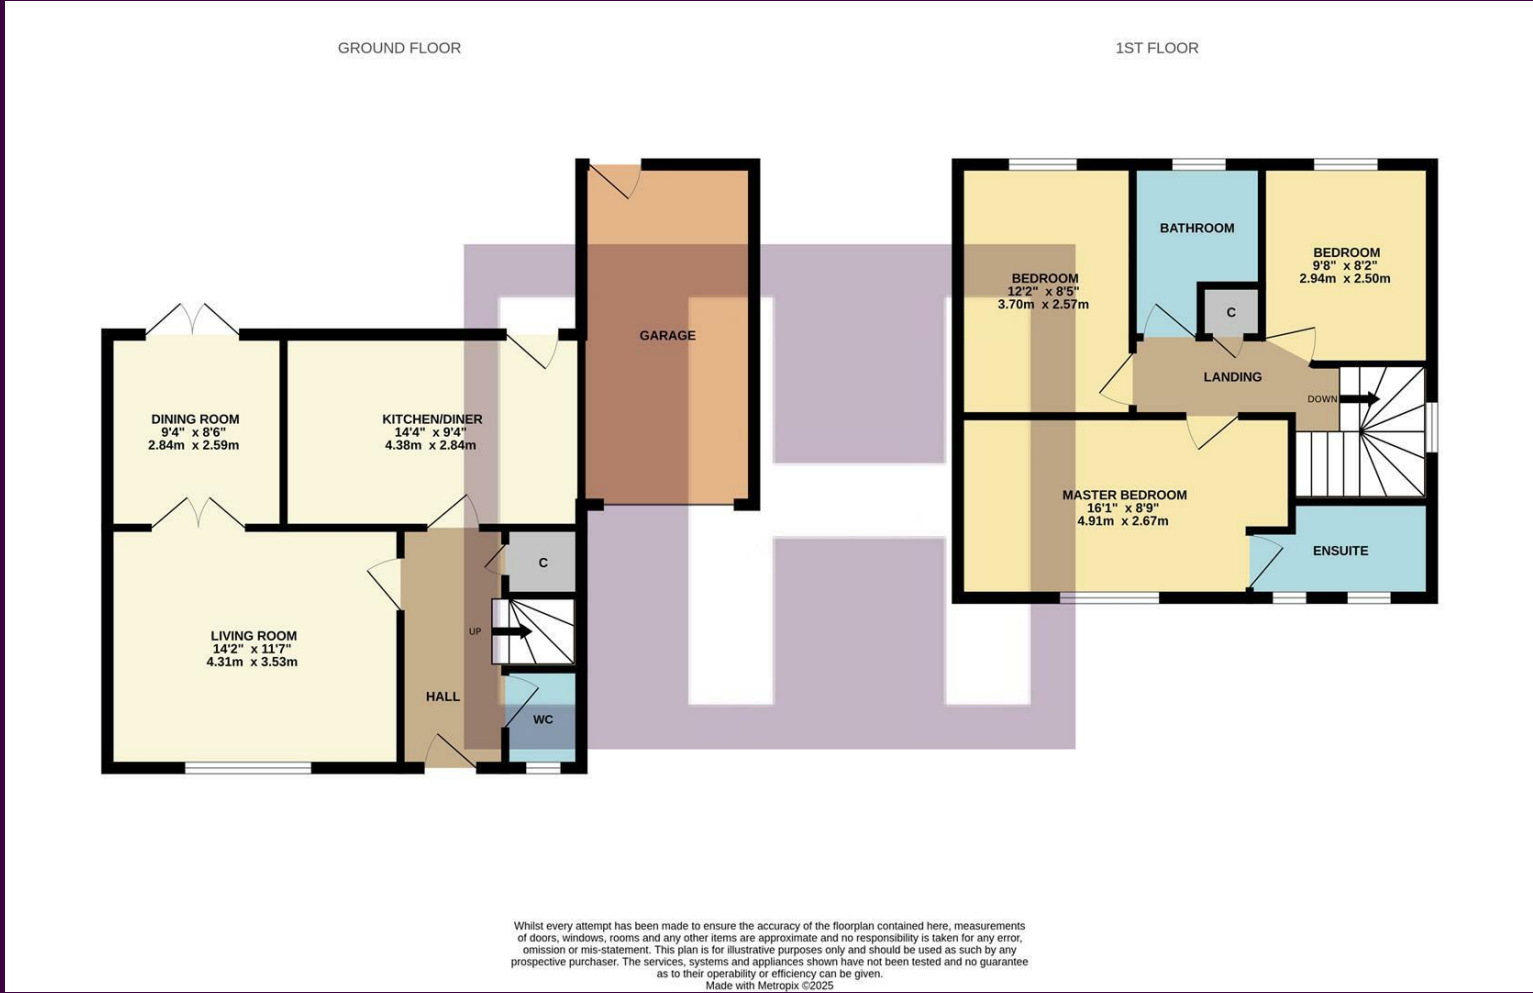 GROUND FLOOR
1ST FLOOR
GARAGE
DINING ROOM
9'4" x 8'6"
2.84m x 2.59m
KITCHEN/DINER
14'4" x 9'4"
4.38m x 2.84m
LIVING ROOM
14'2" x 11'7"
4.31m x 3.53m
HALL
UP
C
WC
BEDROOM
12'2" x 8'5"
3.70m x 2.57m
BATHROOM
C
BEDROOM
9'8" x 8'2"
2.94m x 2.50m
LANDING
DOWN
MASTER BEDROOM
16'1" x 8'9"
4.91m x 2.67m
ENSUITE
Whilst every attempt has been made to ensure the accuracy of the floorplan contained here, measurements
of doors, windows, rooms and any other items are approximate and no responsibility is taken for any error,
omission or mis-statement. This plan is for illustrative purposes only and should be used as such by any
prospective purchaser. The services, systems and appliances shown have not been tested and no guarantee
as to their operability or efficiency can be given.
Made with Metropix ©2025